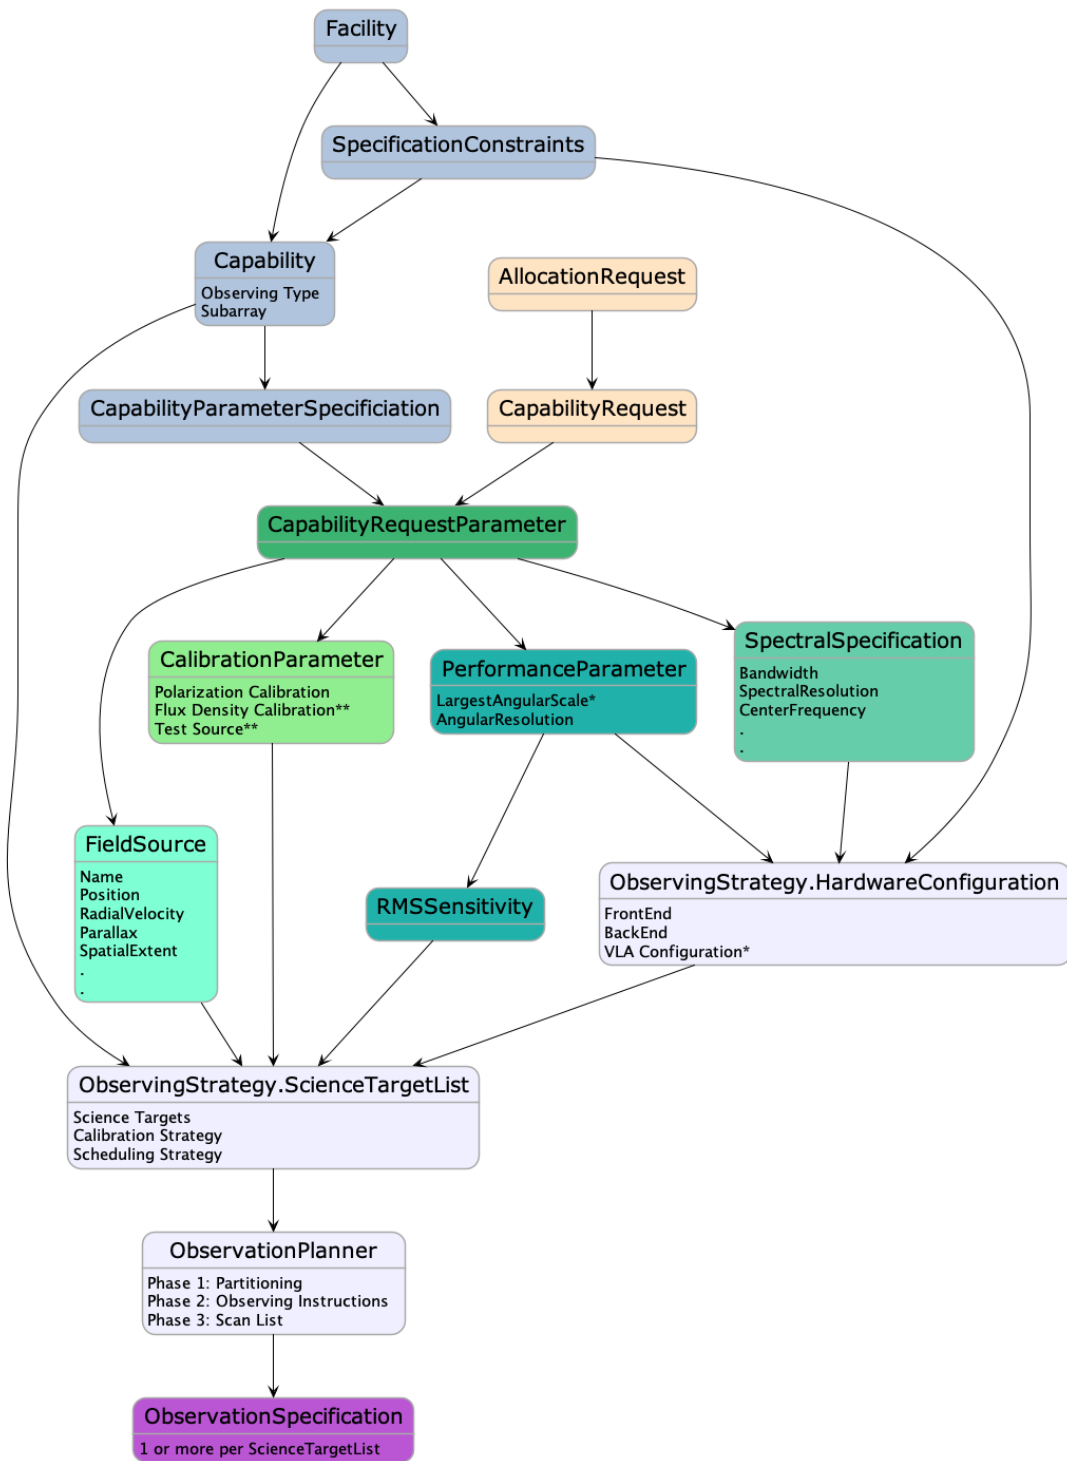 Facility
SpecificationConstraints
Capability
Observing Type
Subarray
AllocationRequest
CapabilityParameterSpecificiation
CapabilityRequest
CapabilityRequestParameter
CalibrationParameter
Polarization Calibration
Flux Density Calibration**
Test Source**
PerformanceParameter
LargestAngularScale*
AngularResolution
SpectralSpecification
Bandwidth
SpectralResolution
CenterFrequency
.
.
FieldSource
Name
Position
RadialVelocity
Parallax
SpatialExtent
.
.
RMSSensitivity
ObservingStrategy.HardwareConfiguration
FrontEnd
BackEnd
VLA Configuration*
ObservingStrategy.ScienceTargetList
Science Targets
Calibration Strategy
Scheduling Strategy
ObservationPlanner
Phase 1: Partitioning
Phase 2: Observing Instructions
Phase 3: Scan List
ObservationSpecification
1 or more per ScienceTargetList